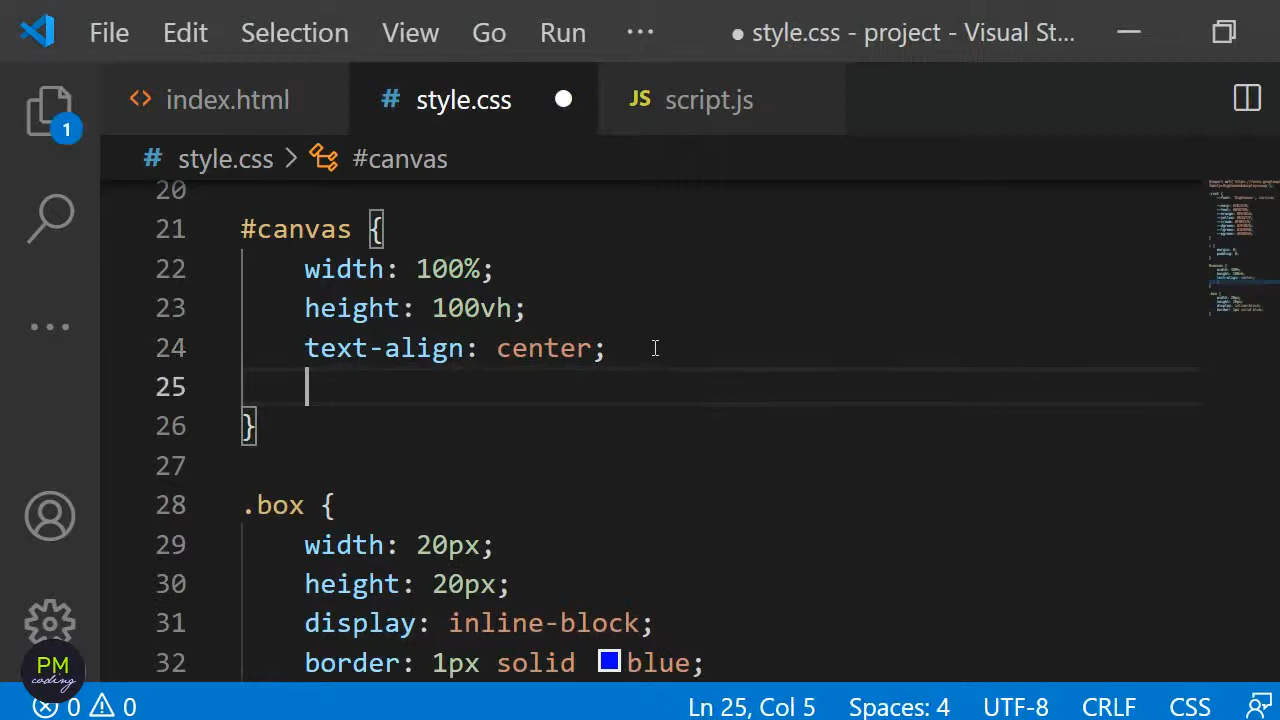 File Edit Selection View Go Run ··· ● style.css - project - Visual St...
index.html # style.css JS script.js
1
# style.css > #canvas
20
21 #canvas {
22 width: 100%;
23 height: 100vh;
24 text-align: center;
25
26 }
27
28 .box {
29 width: 20px;
30 height: 20px;
31 display: inline-block;
32 border: 1px solid blue;
PM
coding
0 0 Ln 25, Col 5 Spaces: 4 UTF-8 CRLF CSS